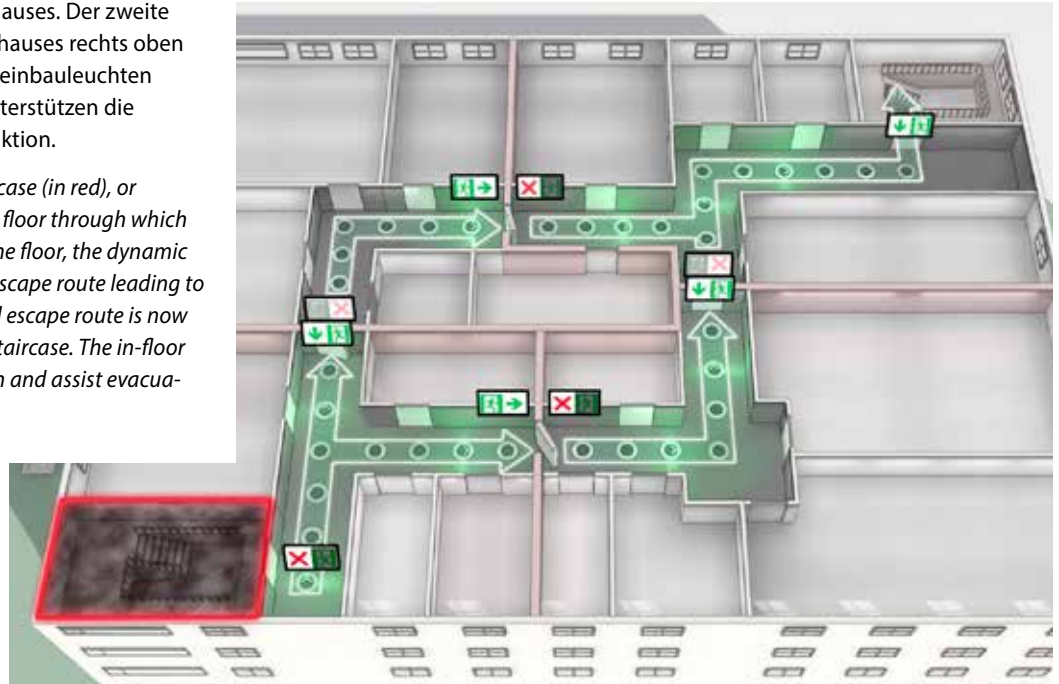 auses. Der zweite
hauses rechts oben
einbauleuchten
terstützen die
ktion.
case (in red), or
floor through which
ne floor, the dynamic
scape route leading to
l escape route is now
taircase. The in-floor
n and assist evacua-